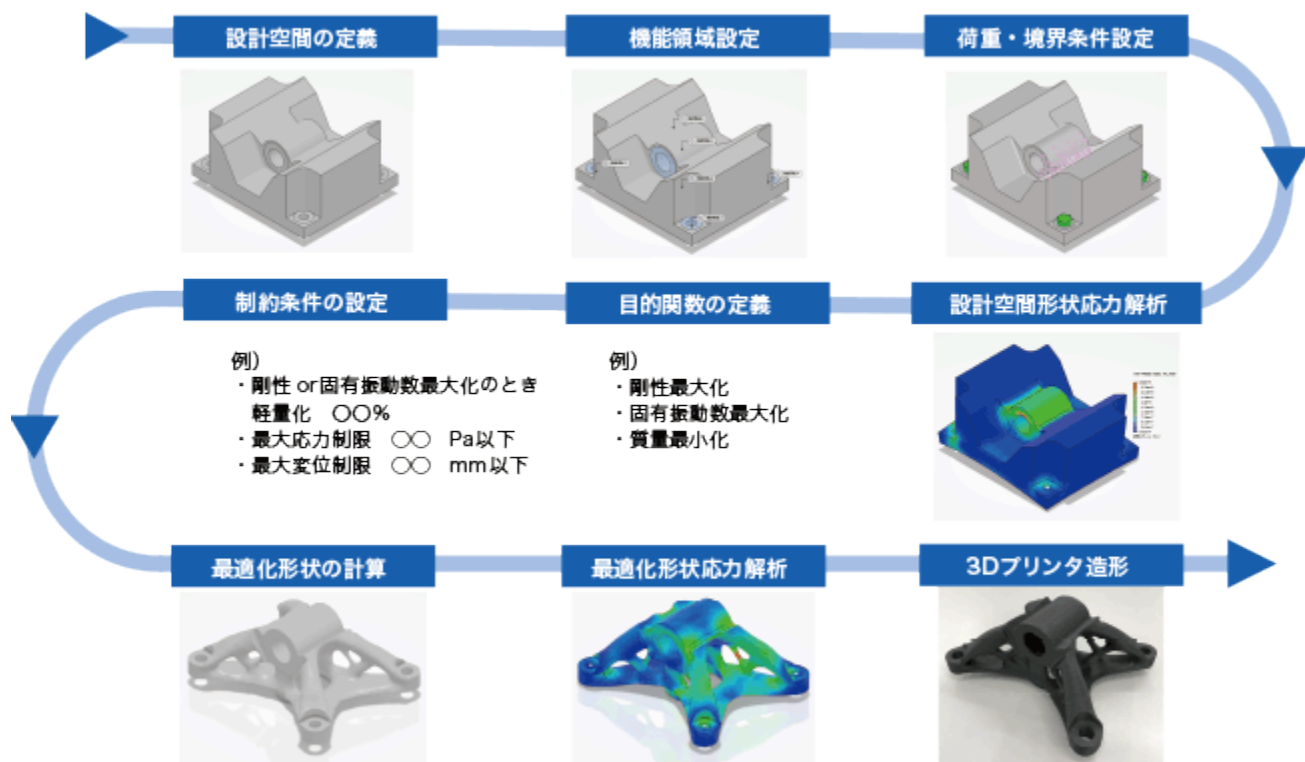 設計空間の定義
機能領域設定
荷重・境界条件設定
設計空間形状応力解析
目的関数の定義
例）
・剛性最大化
・固有振動数最大化
・質量最小化
制約条件の設定
例）
・剛性 or固有振動数最大化のとき
軽量化　〇〇%
・最大応力制限　〇〇　Pa以下
・最大変位制限　〇〇　mm以下
最適化形状の計算
最適化形状応力解析
3Dプリンタ造形